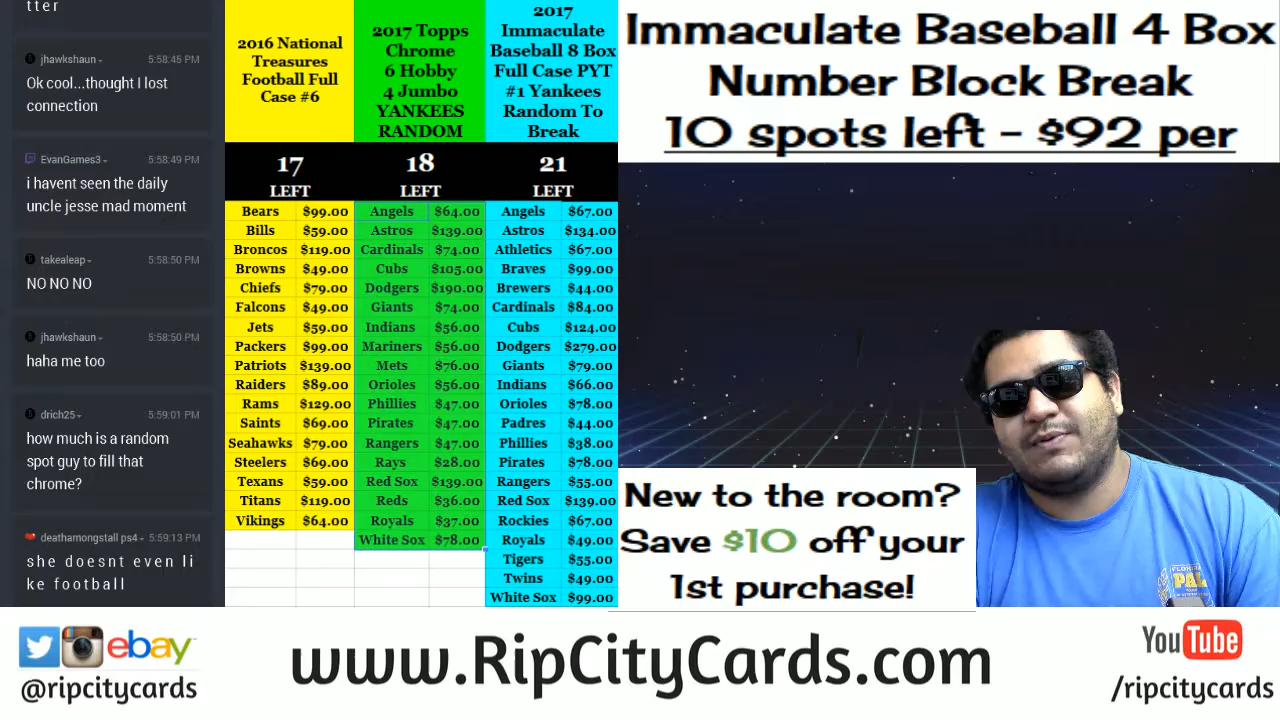 tter
jhawkshaun 5:58:45 PM
Ok cool...thought I lost
connection
EvanGames3 5:58:49 PM
i havent seen the daily
uncle jesse mad moment
takealeap 5:58:50 PM
NO NO NO
jhawkshaun 5:58:50 PM
haha me too
drich25 5:59:01 PM
how much is a random
spot guy to fill that
chrome?
deathamongstall ps4 5:59:13 PM
s h e d o e s n t e v e n l i
k e f o o t b a l l
2016 National
Treasures
Football Full
Case #6
17
LEFT
Bears $99.00
Bills $59.00
Broncos $119.00
Browns $49.00
Chiefs $79.00
Falcons $49.00
Jets $59.00
Packers $99.00
Patriots $139.00
Raiders $89.00
Rams $129.00
Saints $69.00
Seahawks $79.00
Steelers $69.00
Texans $59.00
Titans $119.00
Vikings $64.00
2017 Topps
Chrome
6 Hobby
4 Jumbo
YANKEES
RANDOM
18
LEFT
Angels $64.00
Astros $139.00
Cardinals $74.00
Cubs $105.00
Dodgers $190.00
Giants $74.00
Indians $56.00
Mariners $56.00
Mets $76.00
Orioles $56.00
Phillies $47.00
Pirates $47.00
Rangers $47.00
Rays $28.00
Red Sox $139.00
Reds $36.00
Royals $37.00
White Sox $78.00
2017
Immaculate
Baseball 8 Box
Full Case PYT
#1 Yankees
Random To
Break
21
LEFT
Angels $67.00
Astros $134.00
Athletics $67.00
Braves $99.00
Brewers $44.00
Cardinals $84.00
Cubs $124.00
Dodgers $279.00
Giants $79.00
Indians $66.00
Orioles $78.00
Padres $44.00
Phillies $38.00
Pirates $78.00
Rangers $55.00
Red Sox $139.00
Rockies $67.00
Royals $49.00
Tigers $55.00
Twins $49.00
White Sox $99.00
Immaculate Baseball 4 Box
Number Block Break
10 spots left - $92 per
New to the room?
Save $10 off your
1st purchase!
PAL
ebay
@ripcitycards
www.RipCityCards.com
YouTube
/ripcitycards